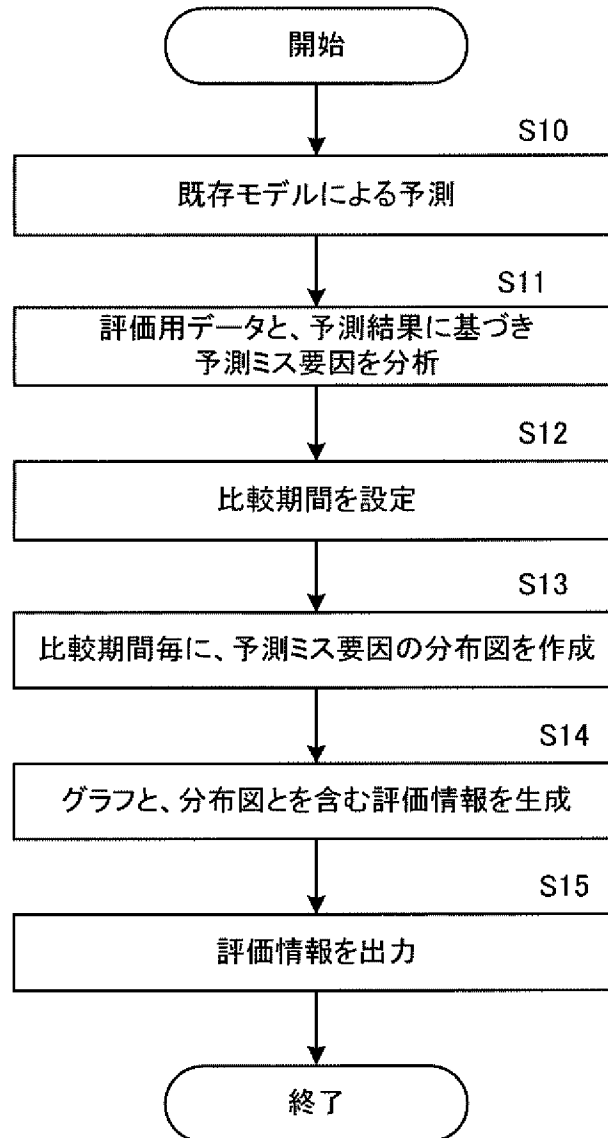 開始
S10
既存モデルによる予測
S11
評価用データと、予測結果に基づき
予測ミス要因を分析
S12
比較期間を設定
S13
比較期間毎に、予測ミス要因の分布図を作成
S14
グラフと、分布図とを含む評価情報を生成
S15
評価情報を出力
終了